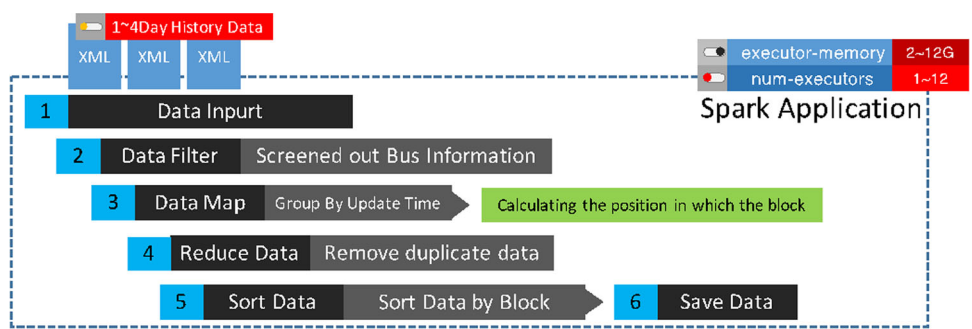 1~4Day History Data
XML XML XML
executor-memory 2~12G
num-executors 1~12
Spark Application
1 Data Inpurt
2 Data Filter Screened out Bus Information
3 Data Map Group By Update Time Calculating the position in which the block
4 Reduce Data Remove duplicate data
5 Sort Data Sort Data by Block 6 Save Data